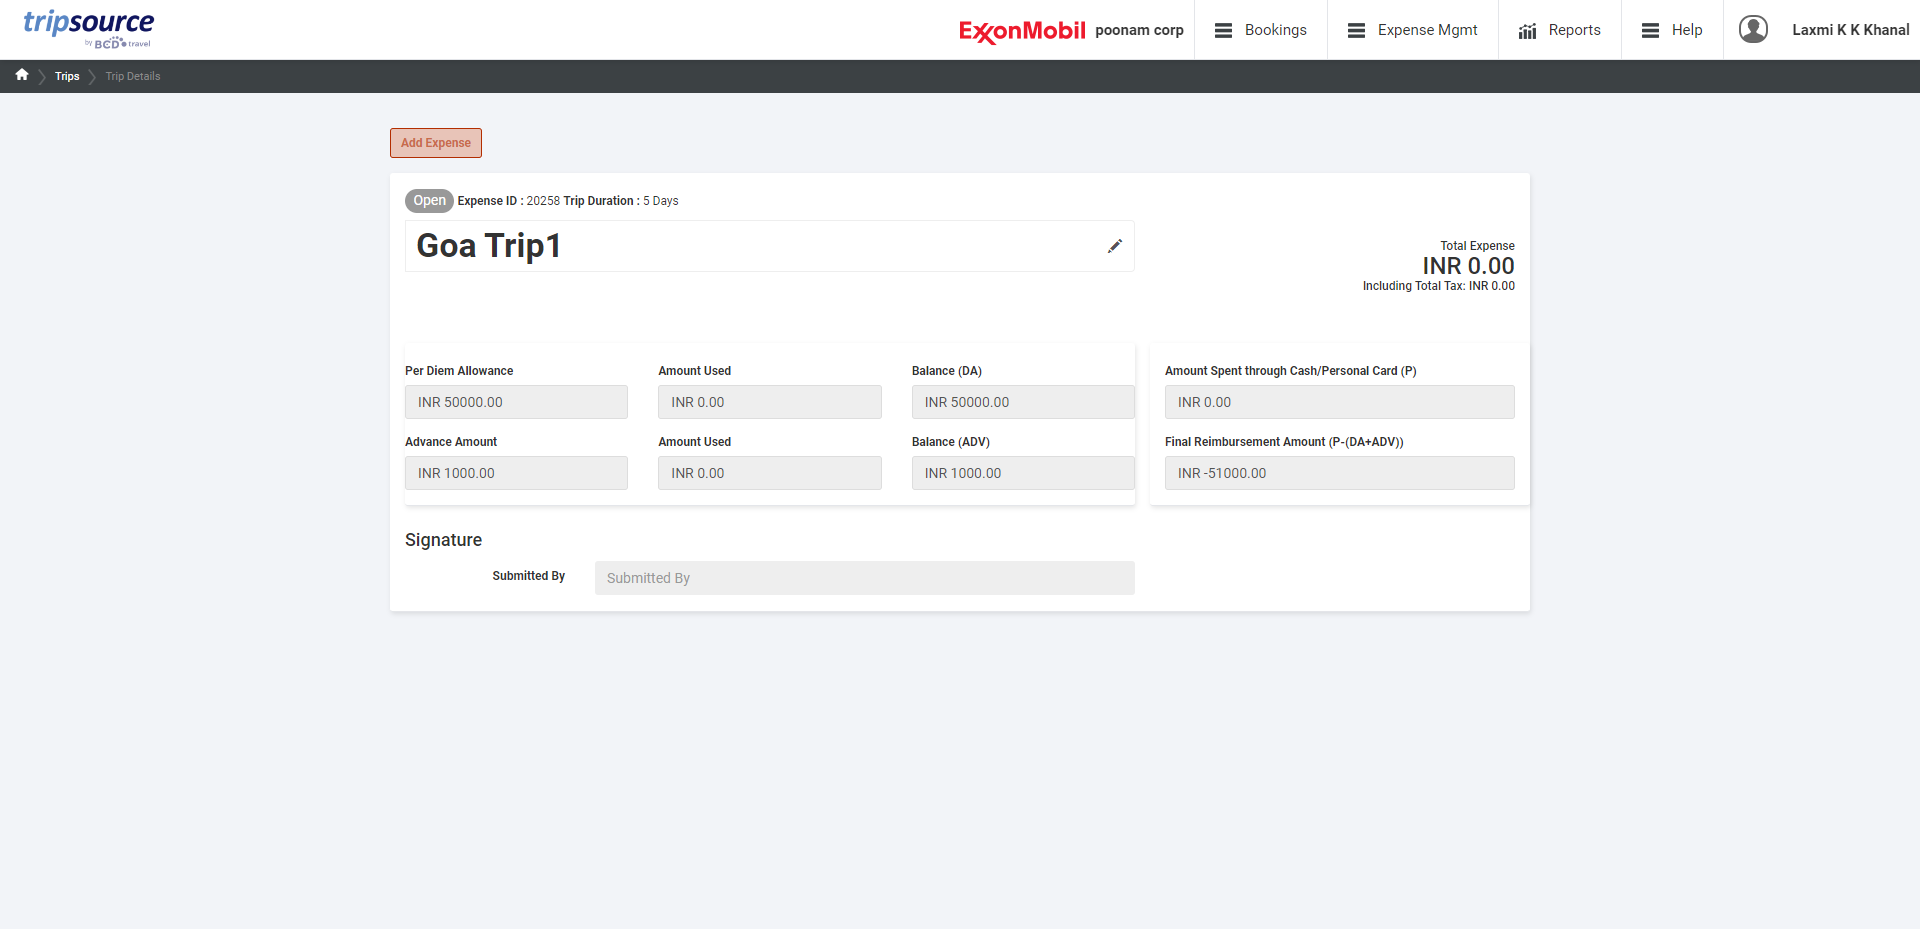 tripsource
by BCD travel
ExxonMobil poonam corp
Bookings
Expense Mgmt
Reports
Help
Laxmi K K Khanal
Trips
Trip Details
Add Expense
Open Expense ID : 20258 Trip Duration : 5 Days
Goa Trip1
Total Expense
INR 0.00
Including Total Tax: INR 0.00
Per Diem Allowance
INR 50000.00
Amount Used
INR 0.00
Balance (DA)
INR 50000.00
Advance Amount
INR 1000.00
Amount Used
INR 0.00
Balance (ADV)
INR 1000.00
Amount Spent through Cash/Personal Card (P)
INR 0.00
Final Reimbursement Amount (P-(DA+ADV))
INR -51000.00
Signature
Submitted By
Submitted By